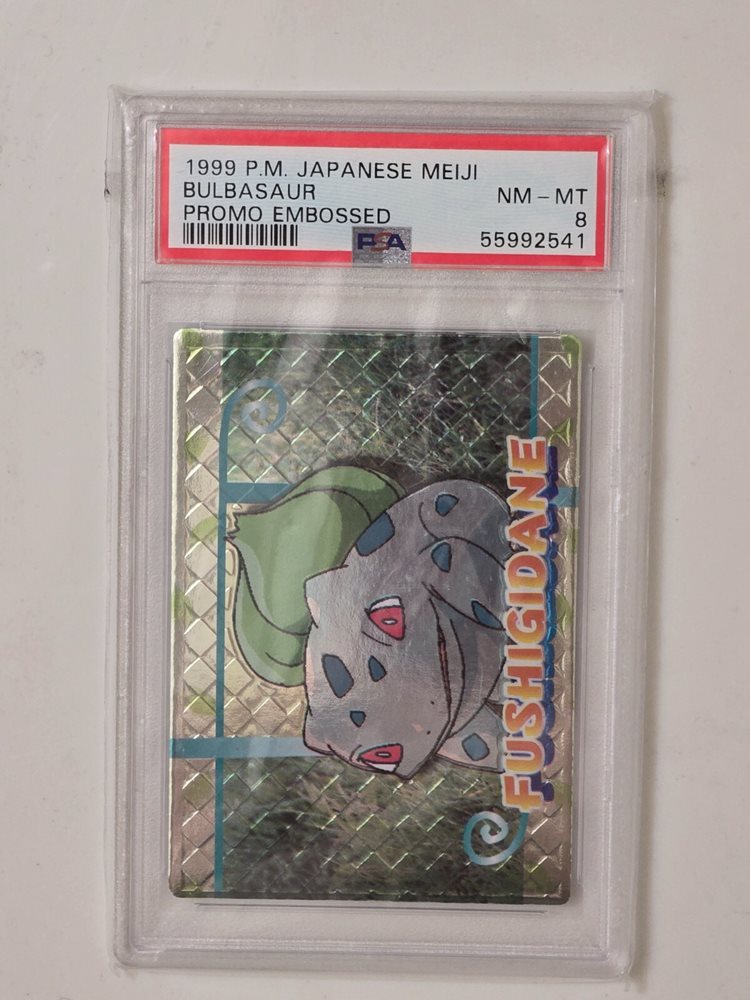 1999 P.M. JAPANESE MEIJI
BULBASAUR
NM - MT
PROMO EMBOSSED
8
PSA
55992541
FUSHIGIDANE